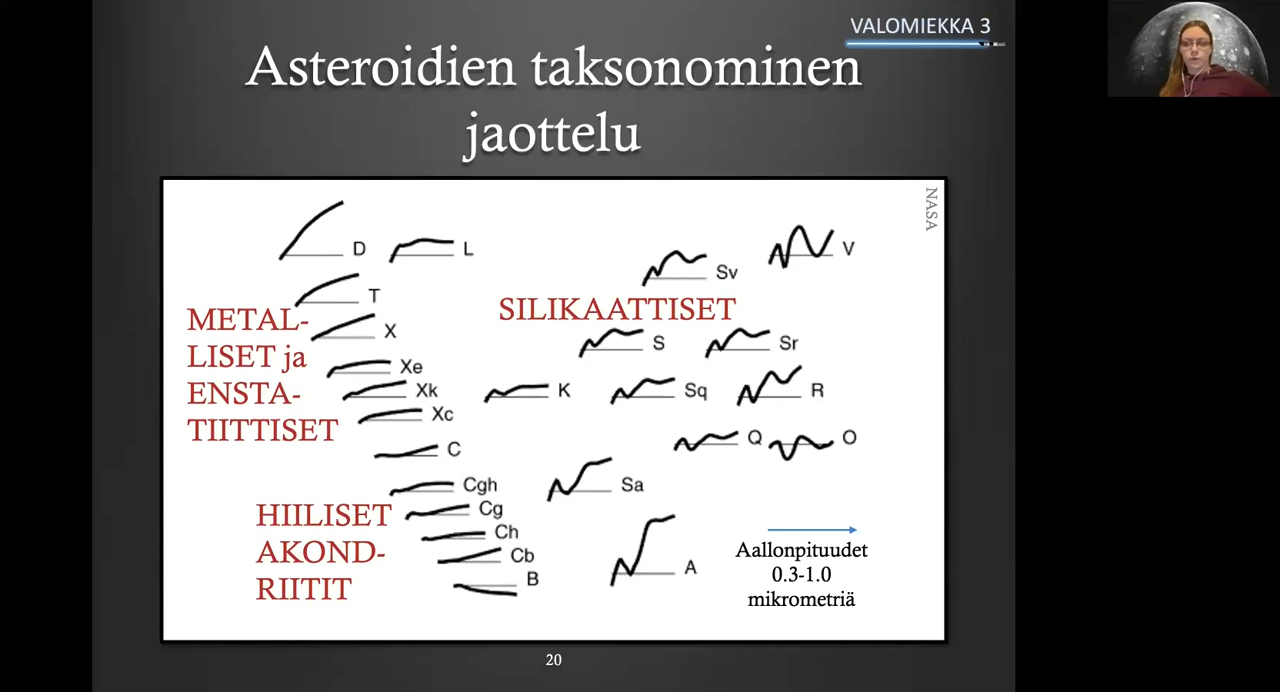 VALOMIEKKA 3
Asteroidien taksonominen
jaottelu
NASA
D
L
Sv
V
T
METAL-
LISET ja
ENSTA-
TIITTISET
SILIKAATTISET
X
S
Sr
Xe
Xk
K
Sq
R
Xc
C
Q
O
Cgh
Sa
Cg
Ch
Cb
B
A
HIILISET
AKOND-
RIITIT
Aallonpituudet
0.3-1.0
mikrometriä
20